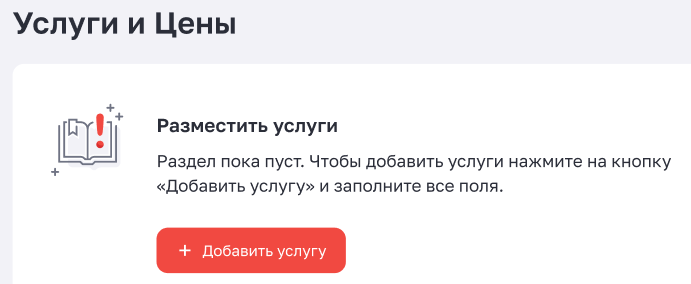 Услуги и Цены
Разместить услуги
Раздел пока пуст. Чтобы добавить услуги нажмите на кнопку
«Добавить услугу» и заполните все поля.
+ Добавить услугу